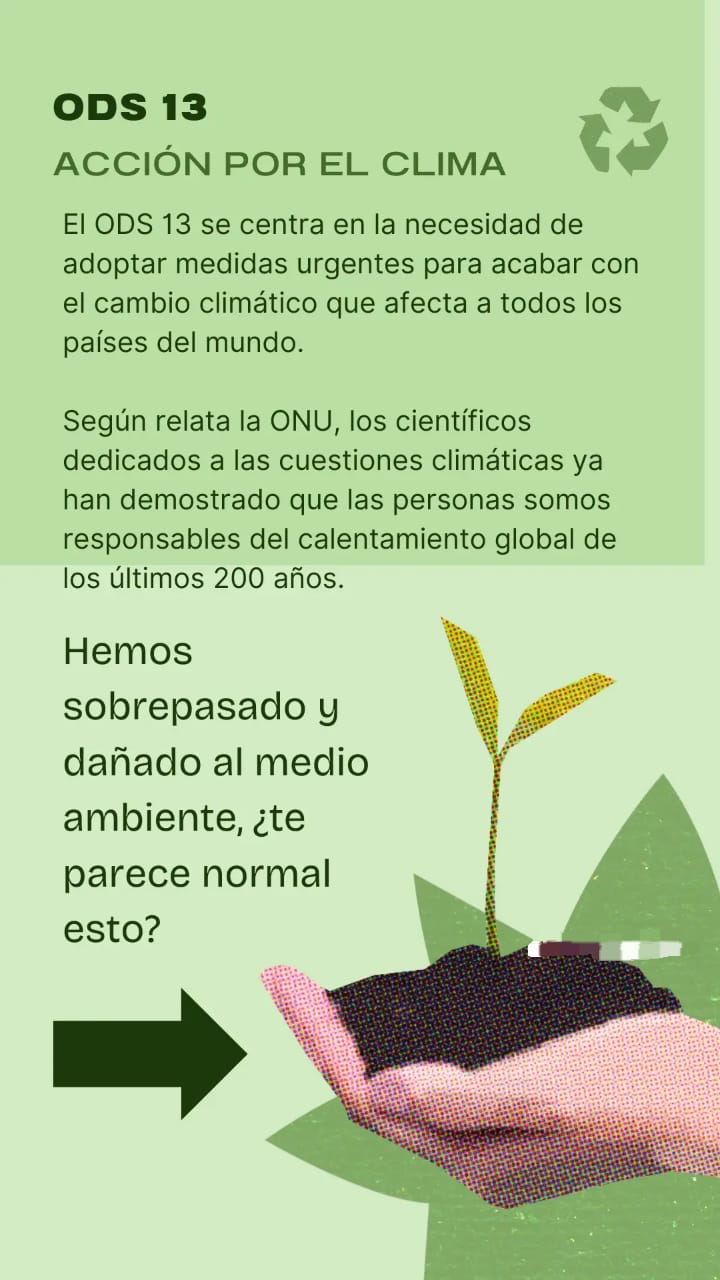 ODS 13
ACCIÓN POR EL CLIMA
El ODS 13 se centra en la necesidad de
adoptar medidas urgentes para acabar con
el cambio climático que afecta a todos los
países del mundo.
Según relata la ONU, los científicos
dedicados a las cuestiones climáticas ya
han demostrado que las personas somos
responsables del calentamiento global de
los últimos 200 años.
Hemos
sobrepasado y
dañado al medio
ambiente, ¿te
parece normal
esto?